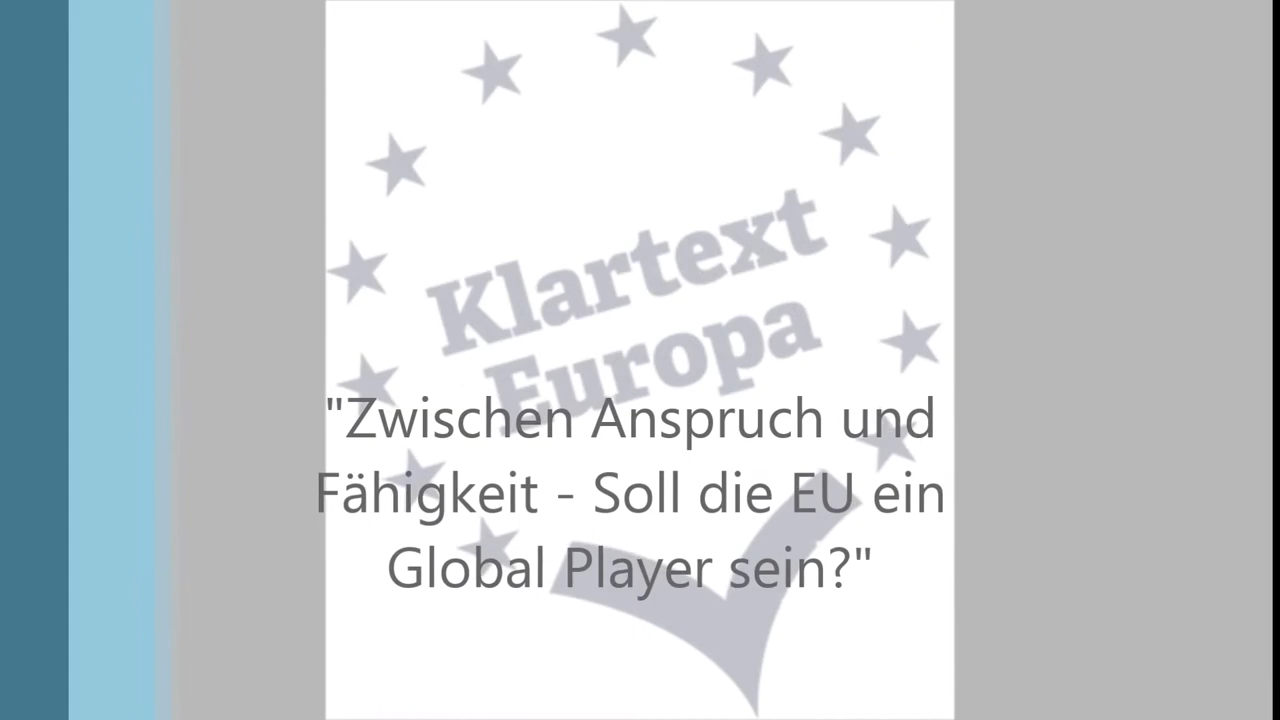 Klartext
Europa
"Zwischen Anspruch und
Fähigkeit - Soll die EU ein
Global Player sein?"